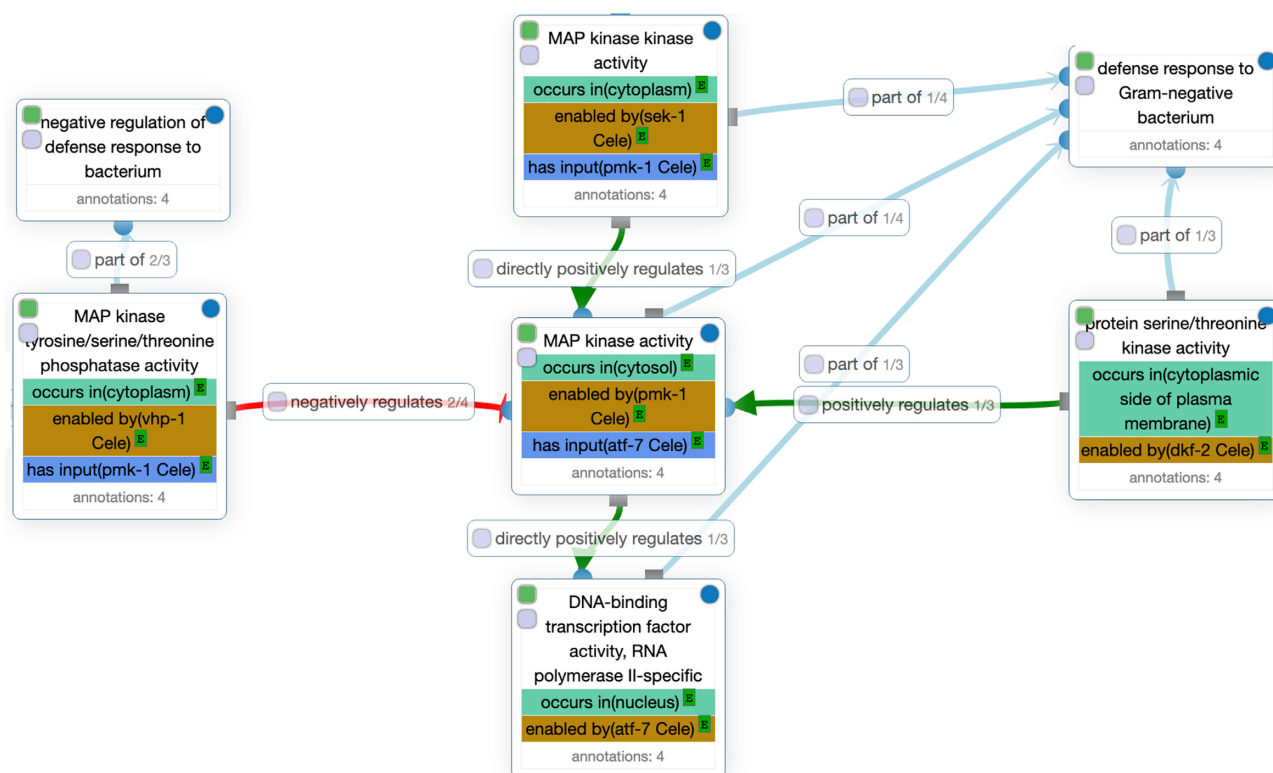 MAP kinase kinase
activity
occurs in(cytoplasm) E
enabled by(sek-1
Cele) E
has input(pmk-1 Cele) E
annotations: 4
part of 1/4
defense response to
Gram-negative
bacterium
annotations: 4
negative regulation of
defense response to
bacterium
annotations: 4
part of 2/3
directly positively regulates 1/3
part of 1/4
part of 1/3
MAP kinase
tyrosine/serine/threonine
phosphatase activity
occurs in(cytoplasm) E
enabled by(vhp-1
Cele) E
has input(pmk-1 Cele) E
annotations: 4
negatively regulates 2/4
MAP kinase activity
occurs in(cytosol) E
enabled by(pmk-1
Cele) E
has input(atf-7 Cele) E
annotations: 4
part of 1/3
positively regulates 1/3
protein serine/threonine
kinase activity
occurs in(cytoplasmic
side of plasma
membrane) E
enabled by(dkf-2 Cele) E
annotations: 4
directly positively regulates 1/3
DNA-binding
transcription factor
activity, RNA
polymerase II-specific
occurs in(nucleus) E
enabled by(atf-7 Cele) E
annotations: 4